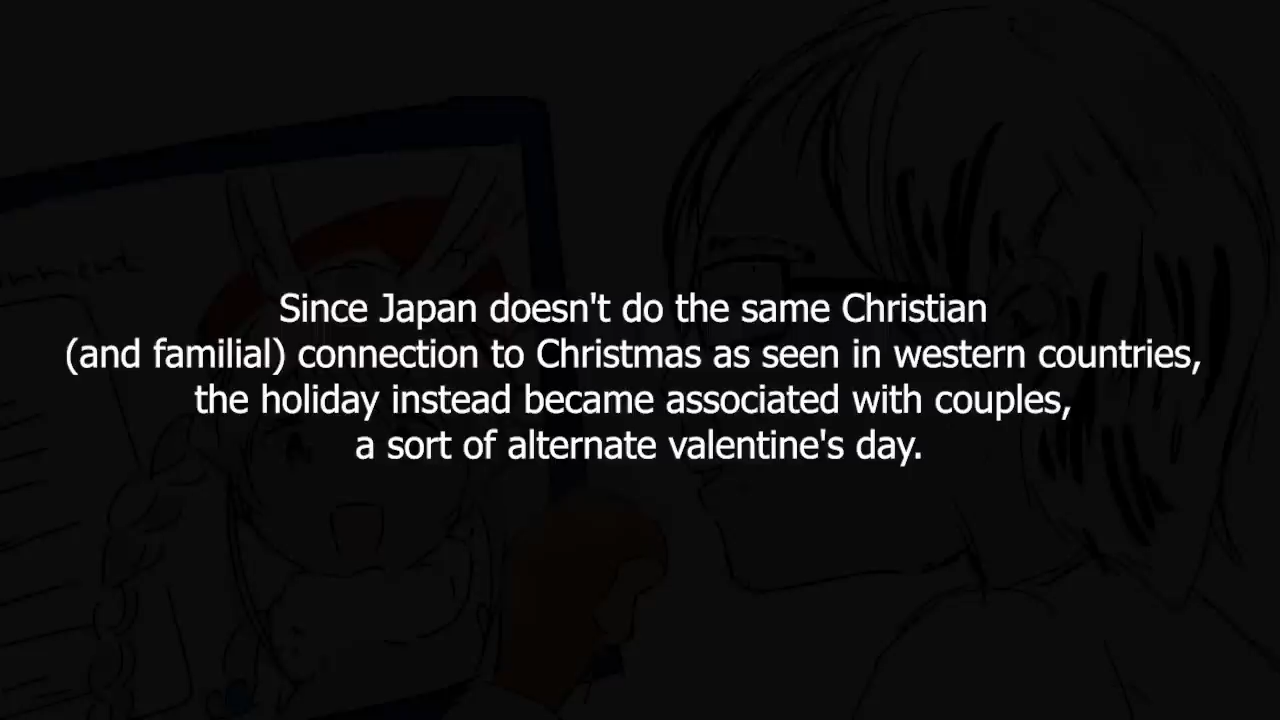 Since Japan doesn't do the same Christian
(and familial) connection to Christmas as seen in western countries,
the holiday instead became associated with couples,
a sort of alternate valentine's day.